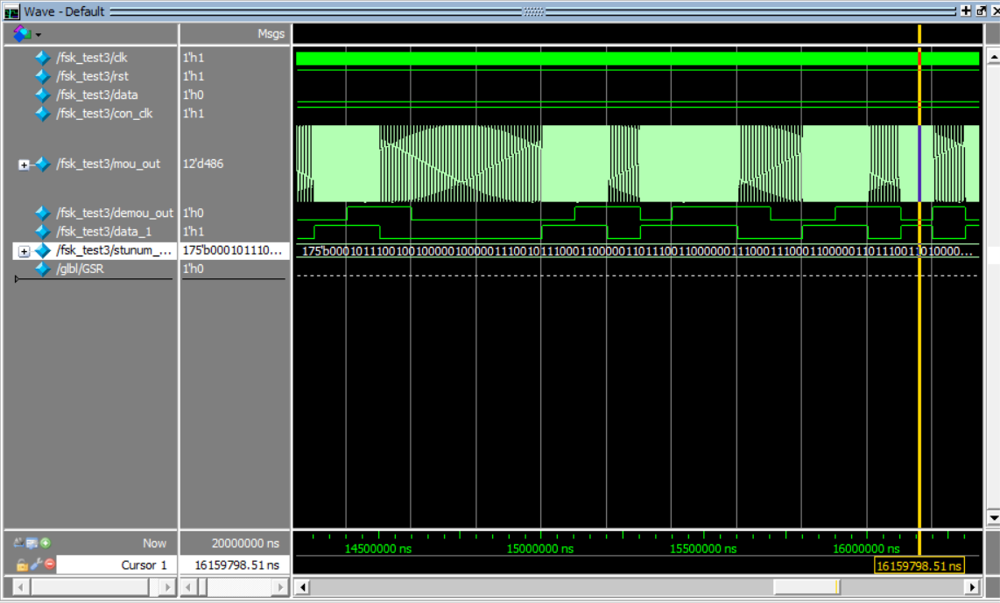 Wave - Default
Msgs
/fsk_test3/clk 1'h1
/fsk_test3/rst 1'h1
/fsk_test3/data 1'h0
/fsk_test3/con_clk 1'h1
/fsk_test3/mou_out 12'd486
/fsk_test3/demou_out 1'h0
/fsk_test3/data_1 1'h1
/fsk_test3/stunum_... 175'b000101110...
/glbl/GSR 1'h0
Now 20000000 ns
14500000 ns 15000000 ns 15500000 ns 16000000 ns
Cursor 1 16159798.51 ns
16159798.51 ns